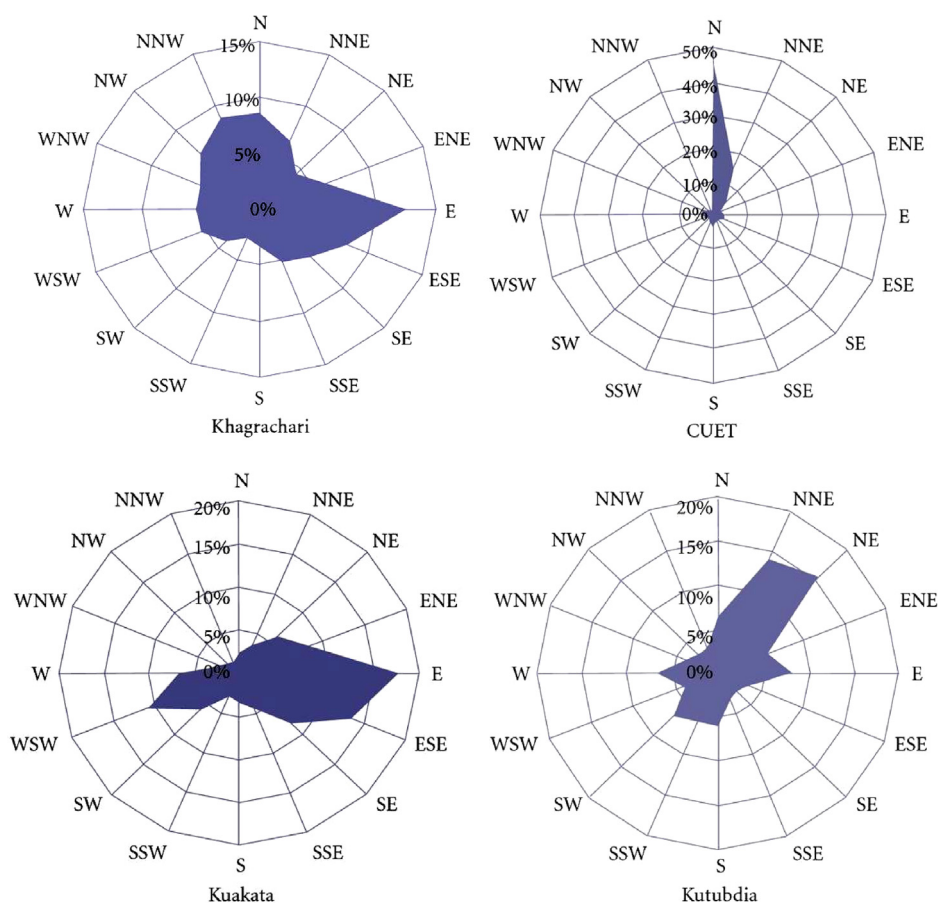 N
NNW
NNE
15%
NW
NE
10%
WNW
ENE
5%
W
0%
E
WSW
ESE
SW
SE
SSW
SSE
S
Khagrachari
N
NNW
NNE
50%
NW
NE
40%
30%
WNW
ENE
20%
10%
W
0%
E
WSW
ESE
SW
SE
SSW
SSE
S
CUET
N
NNW
NNE
20%
NW
NE
15%
WNW
ENE
10%
5%
W
0%
E
WSW
ESE
SW
SE
SSW
SSE
S
Kuakata
N
NNW
NNE
20%
NW
NE
15%
WNW
ENE
10%
5%
W
0%
E
WSW
ESE
SW
SE
SSW
SSE
S
Kutubdia